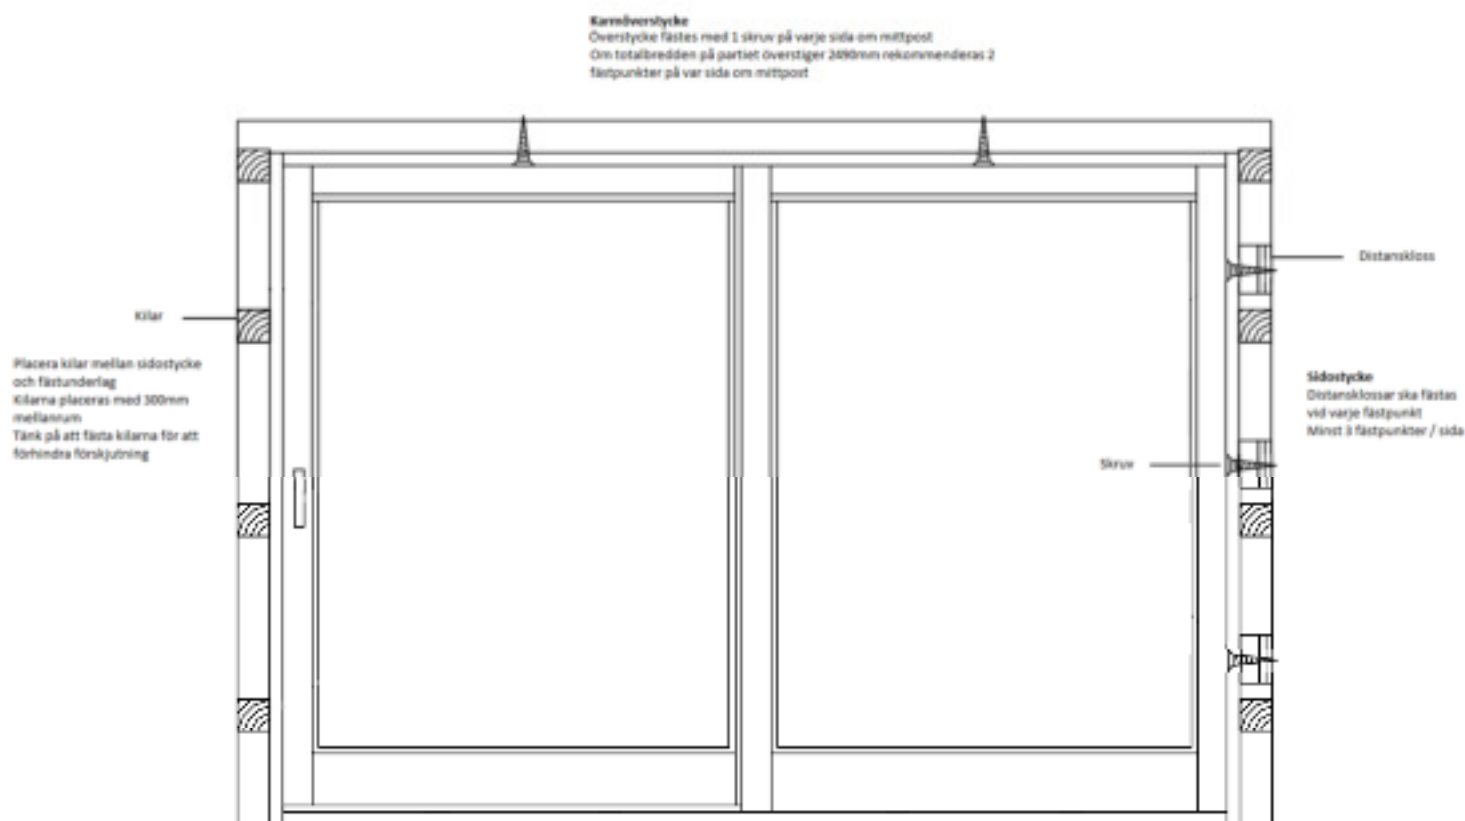 Karmöverstycke
Överstycke fästes med 1 skruv på varje sida om mittpost
Om totalbredden på partiet överstiger 2490mm rekommenderas 2
fästpunkter på var sida om mittpost
Distanskloss
Kilar
Placera kilar mellan sidostycke
och fästunderlag
Kilarna placeras med 300mm
mellanrum
Tänk på att fästa kilarna för att
förhindra förskjutning
Sidostycke
Distansklossar ska fästas
vid varje fästpunkt
Minst 3 fästpunkter / sida
Skruv